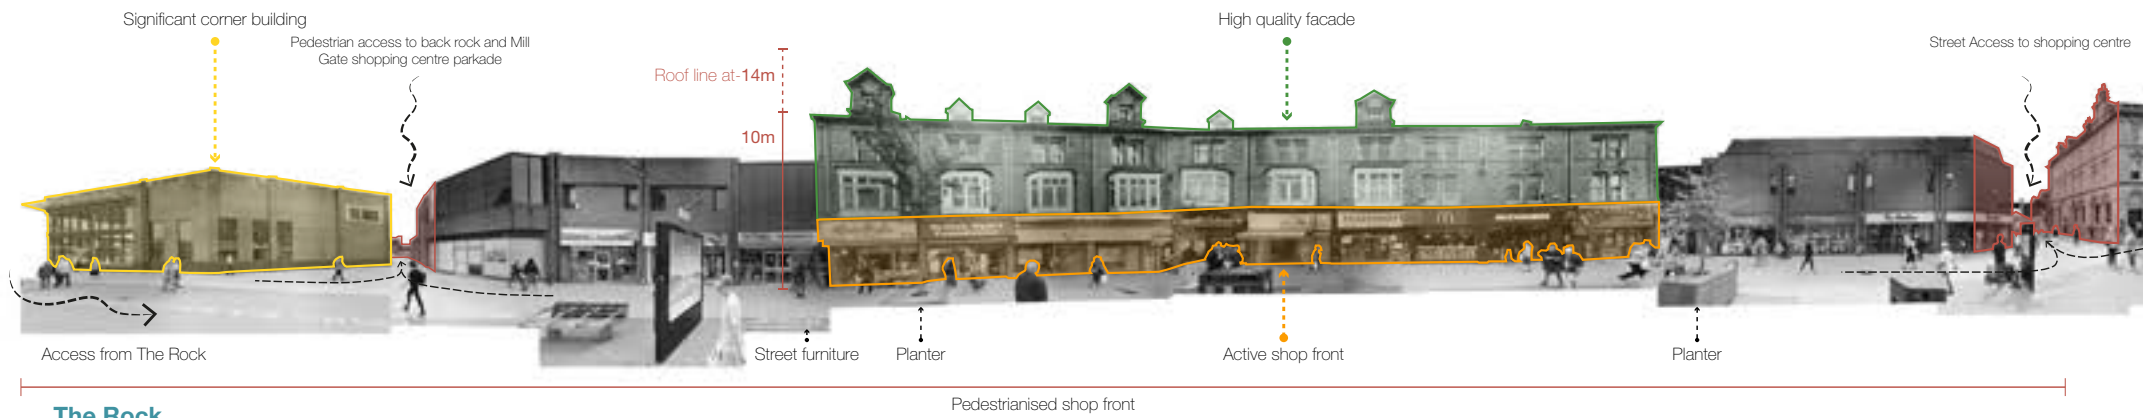 Significant corner building
High quality facade
Pedestrian access to back rock and Mill
Gate shopping centre parkade
Street Access to shopping centre
Roof line at-14m
10m
Access from The Rock
Street furniture
Planter
Active shop front
Planter
Pedestrianised shop front
The Rock